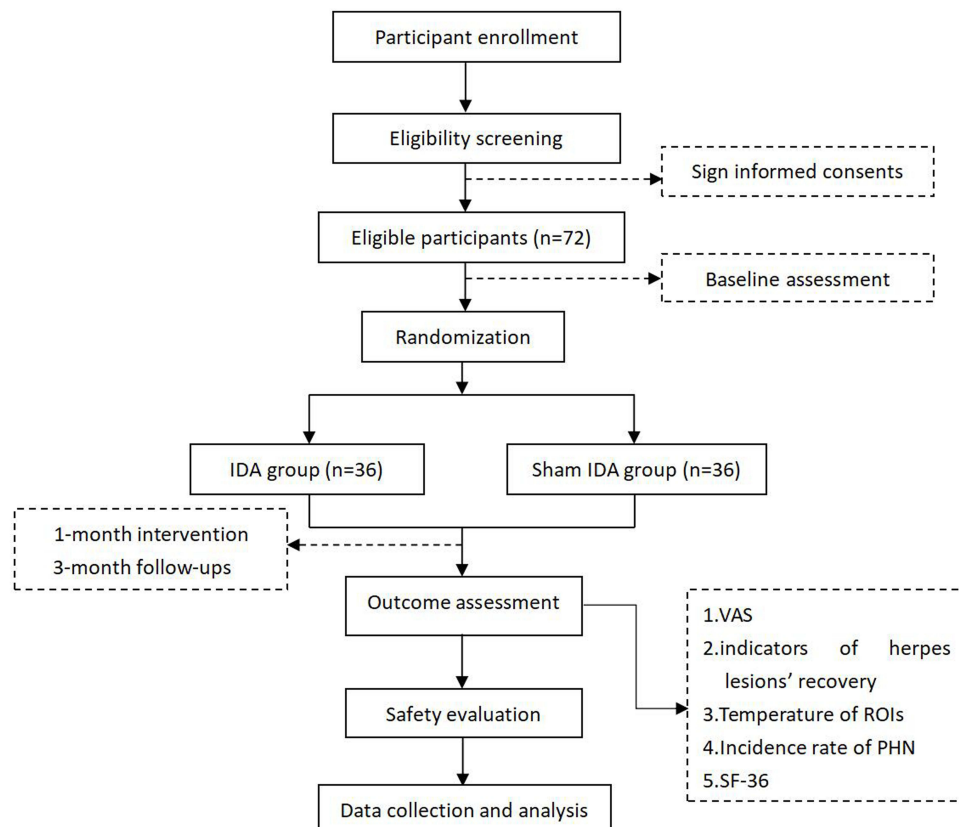 Participant enrollment
Eligibility screening
Sign informed consents
Eligible participants (n=72)
Baseline assessment
Randomization
IDA group (n=36)
Sham IDA group (n=36)
1-month intervention
3-month follow-ups
Outcome assessment
1.VAS
2.indicators of herpes
lesions’ recovery
3.Temperature of ROIs
4.Incidence rate of PHN
5.SF-36
Safety evaluation
Data collection and analysis